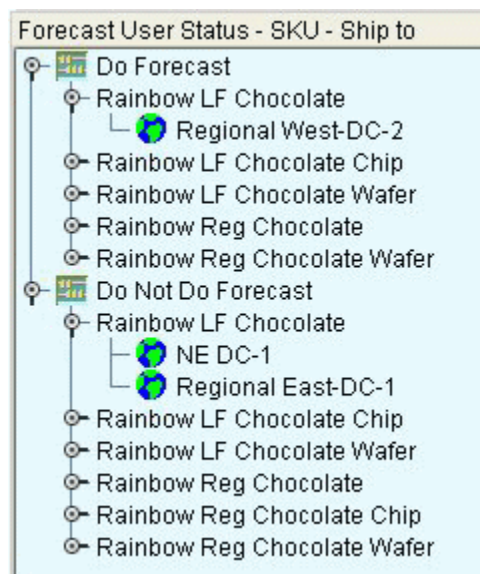 Forecast User Status - SKU - Ship to
Do Forecast
Rainbow LF Chocolate
Regional West-DC-2
Rainbow LF Chocolate Chip
Rainbow LF Chocolate Wafer
Rainbow Reg Chocolate
Rainbow Reg Chocolate Wafer
Do Not Do Forecast
Rainbow LF Chocolate
NE DC-1
Regional East-DC-1
Rainbow LF Chocolate Chip
Rainbow LF Chocolate Wafer
Rainbow Reg Chocolate
Rainbow Reg Chocolate Chip
Rainbow Reg Chocolate Wafer